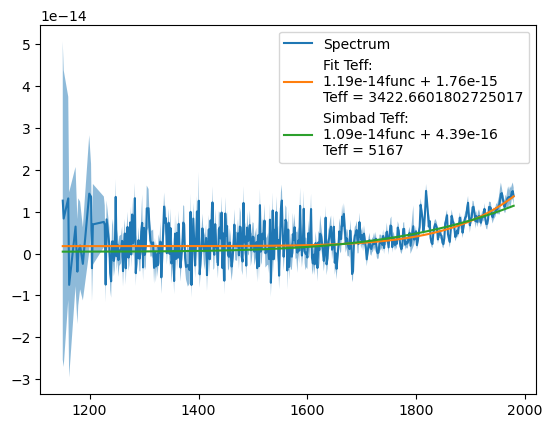 1e−14
Spectrum
Fit Teff:
1.19e-14func + 1.76e-15
Teff = 3422.6601802725017
Simbad Teff:
1.09e-14func + 4.39e-16
Teff = 5167
5
4
3
2
1
0
−1
−2
−3
1200 1400 1600 1800 2000